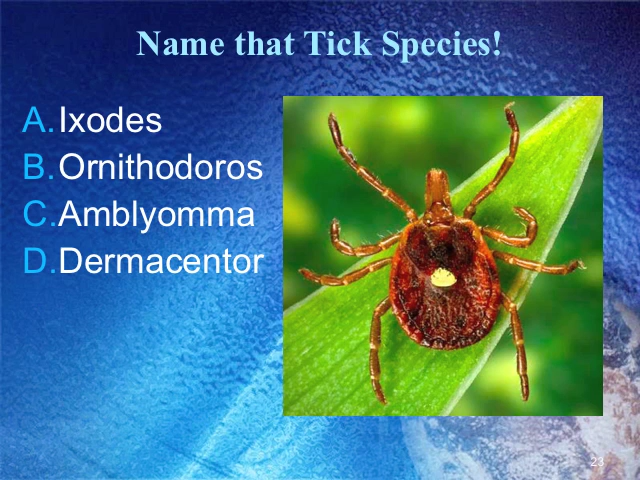 Name that Tick Species!
A. Ixodes
B. Ornithodoros
C. Amblyomma
D. Dermacentor
23